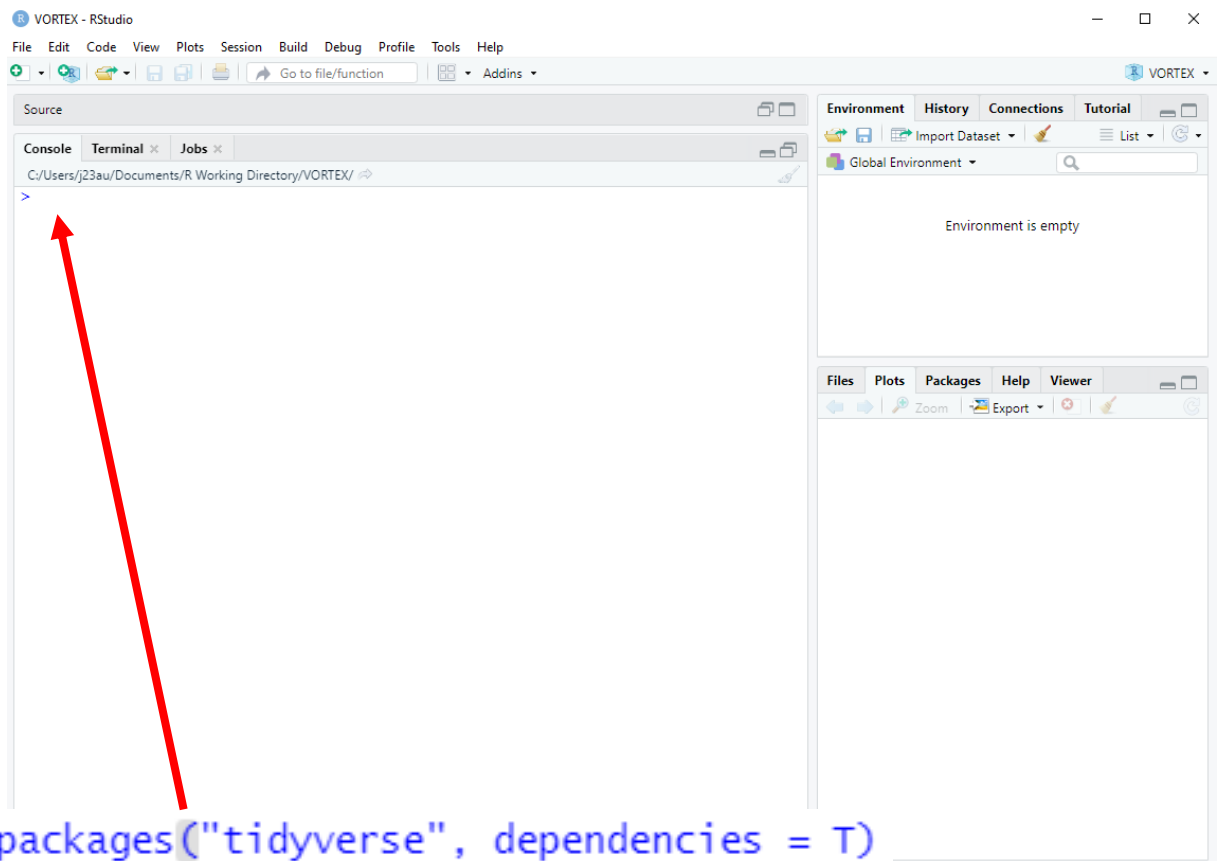 VORTEX - RStudio
File Edit Code View Plots Session Build Debug Profile Tools Help
Go to file/function Addins VORTEX
Source
Console Terminal Jobs
C:/Users/j23au/Documents/R Working Directory/VORTEX/
>
Environment History Connections Tutorial
Import Dataset List
Global Environment
Environment is empty
Files Plots Packages Help Viewer
Zoom Export
packages("tidyverse", dependencies = T)